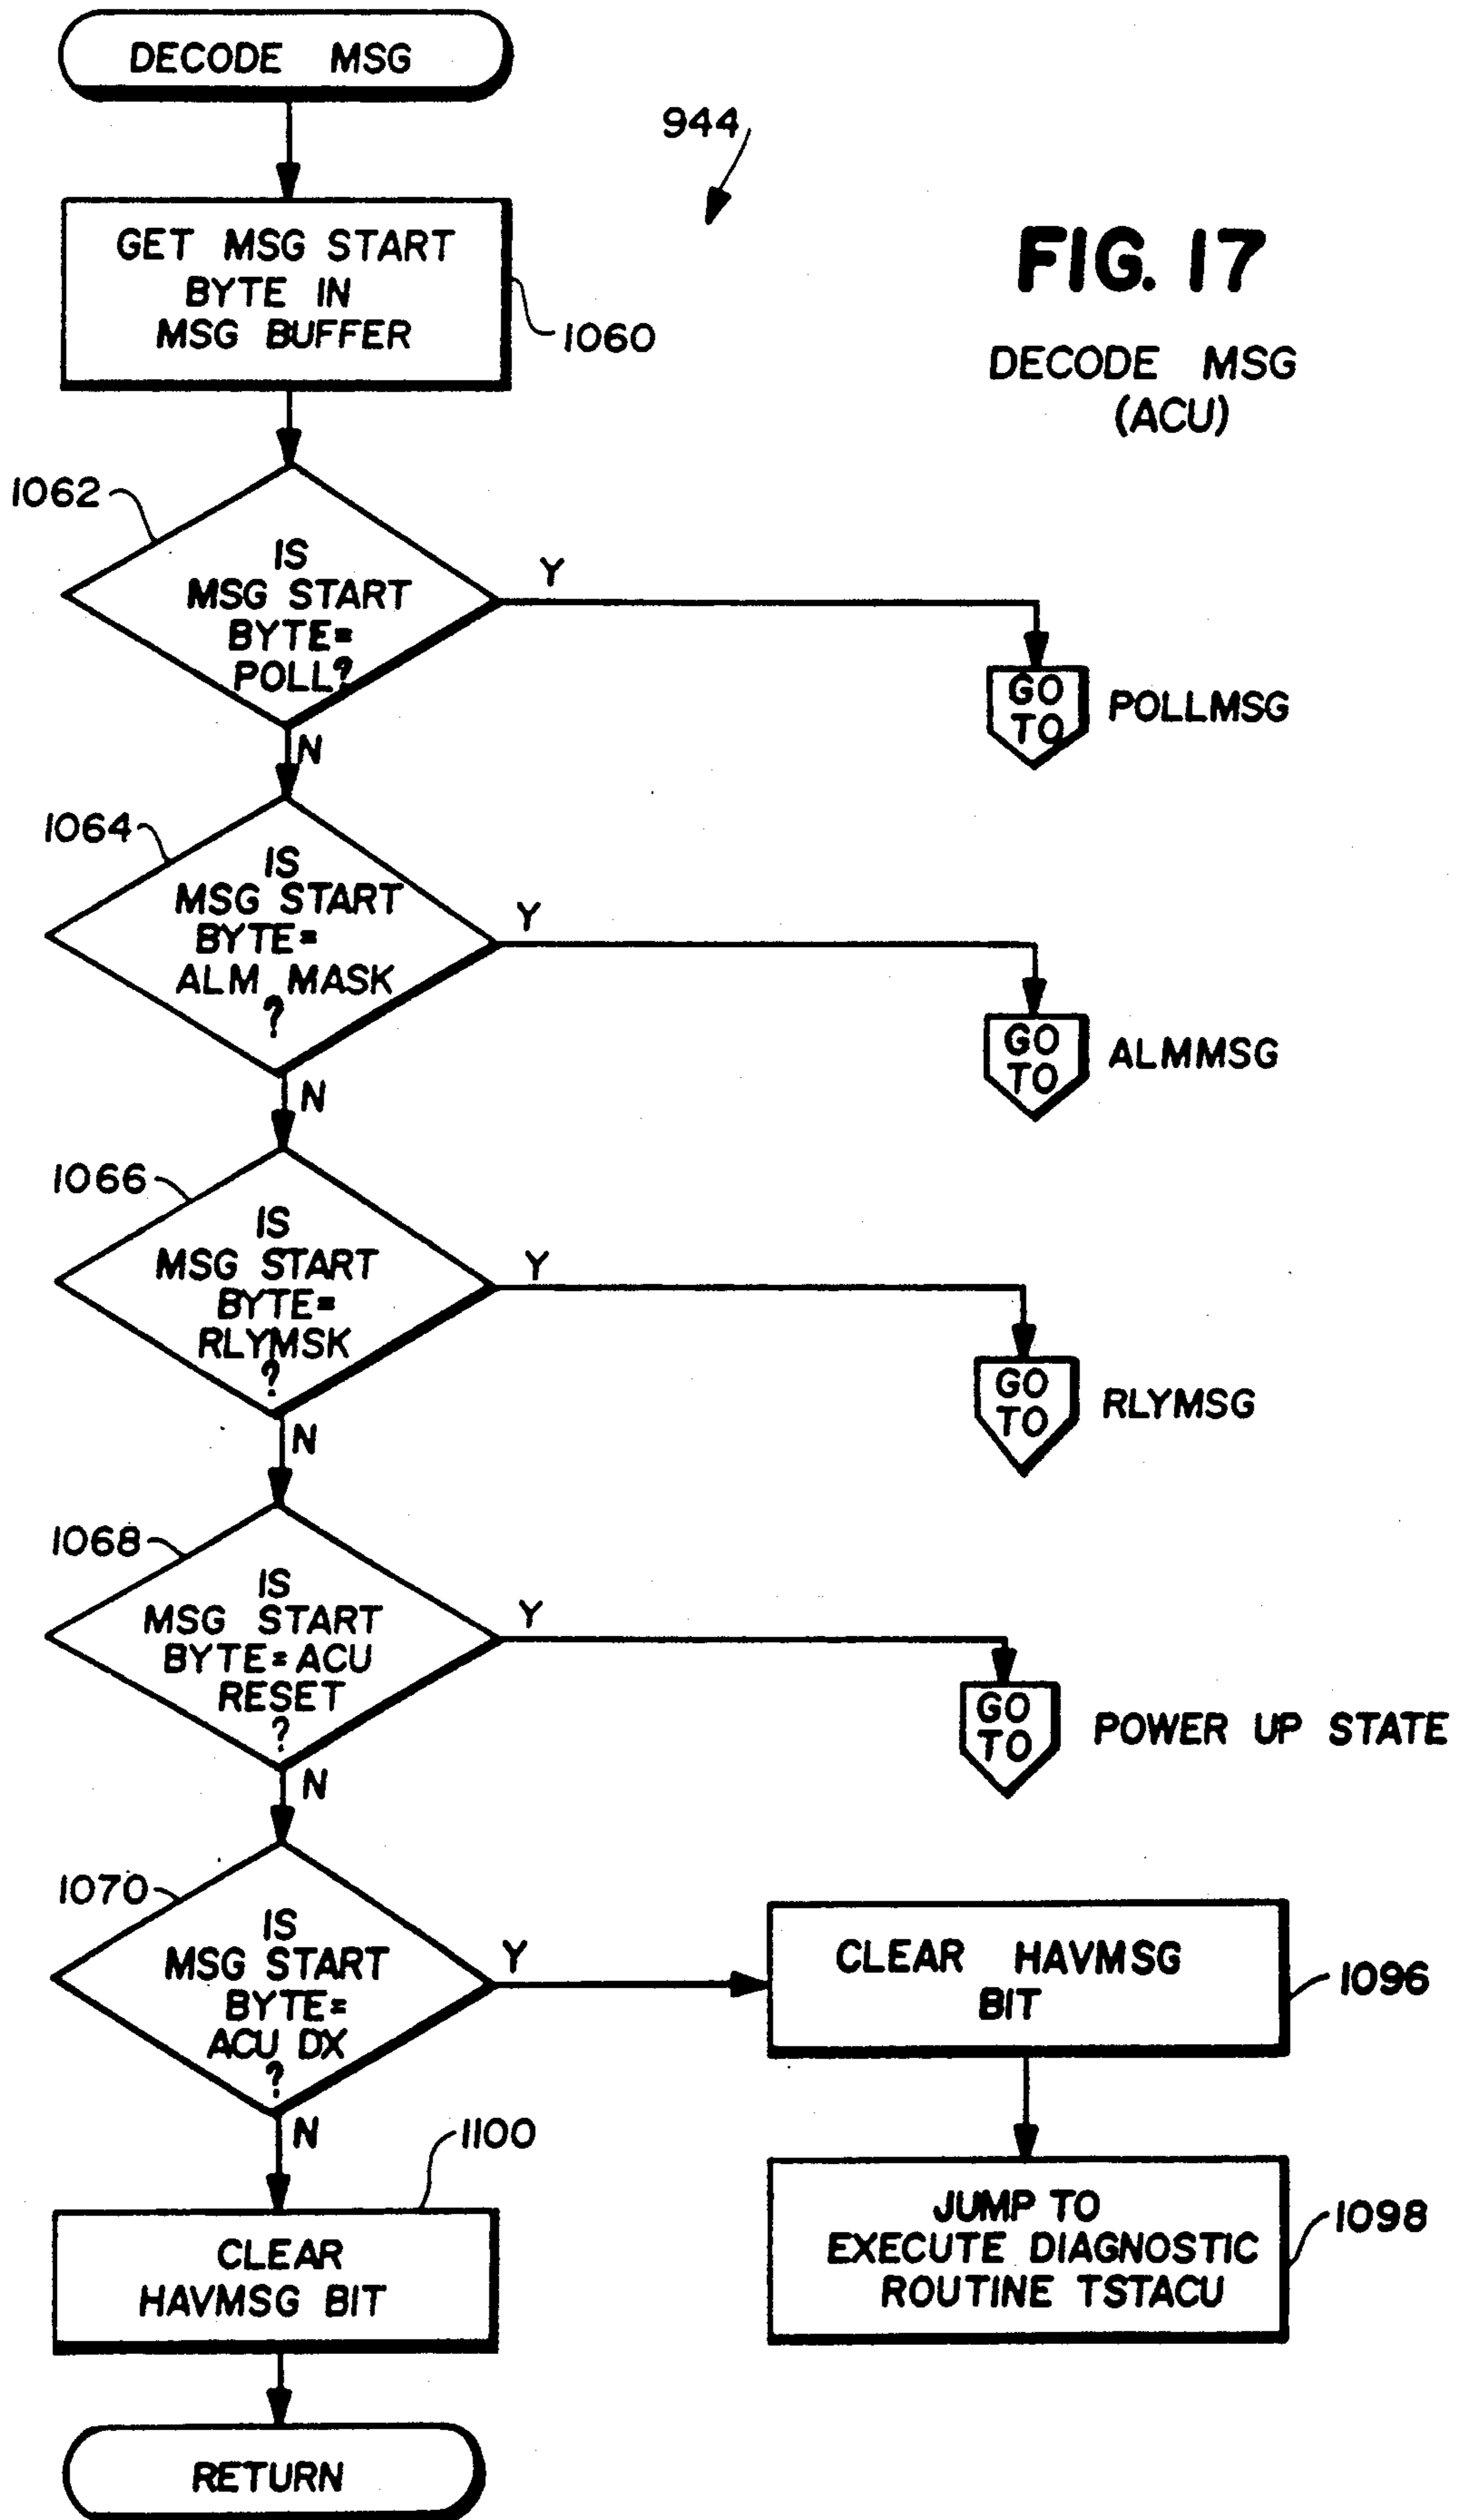 DECODE MSG
944
FIG. 17
DECODE MSG
(ACU)
GET MSG START
BYTE IN
MSG BUFFER
1060
1062
IS
MSG START
BYTE=
POLL?
Y
N
GO
TO
POLLMSG
1064
IS
MSG START
BYTE=
ALM MASK
?
Y
N
GO
TO
ALMMSG
1066
IS
MSG START
BYTE=
RLYMSK
?
Y
N
GO
TO
RLYMSG
1068
IS
MSG START
BYTE=ACU
RESET
?
Y
N
GO
TO
POWER UP STATE
1070
IS
MSG START
BYTE=
ACU DX
?
Y
N
CLEAR HAVMSG
BIT
1096
JUMP TO
EXECUTE DIAGNOSTIC
ROUTINE TSTACU
1098
1100
CLEAR
HAVMSG BIT
RETURN